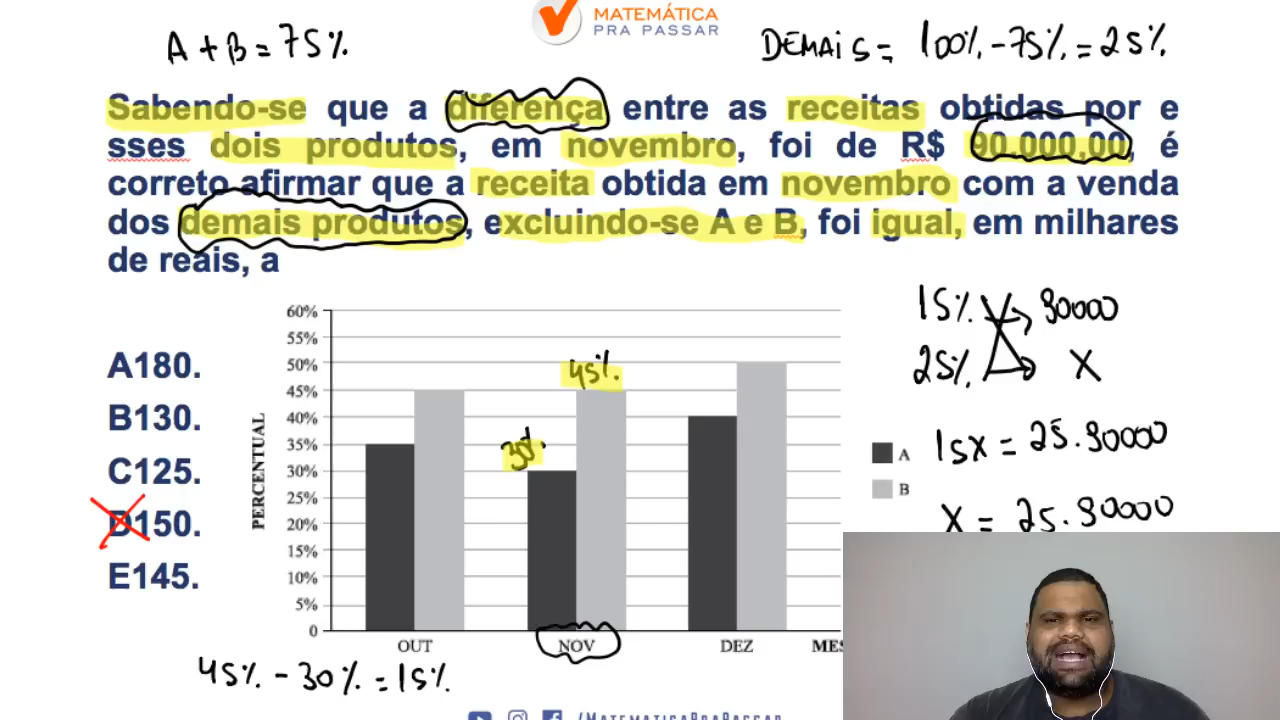 MATEMÁTICA
PRA PASSAR
A + B = 75%
DEMAIS = 100% - 75% = 25%
Sabendo-se que a diferença entre as receitas obtidas por e
sses dois produtos, em novembro, foi de R$ 90.000,00, é
correto afirmar que a receita obtida em novembro com a venda
dos demais produtos, excluindo-se A e B, foi igual, em milhares
de reais, a
A180.
B130.
C125.
D150.
E145.
PERCENTUAL
60%
55%
50%
45%
40%
35%
30%
25%
20%
15%
10%
5%
0
45%
30%
OUT
NOV
DEZ
A
B
15% 90000
25% X
15X = 25.90000
X = 25.90000
45% - 30% = 15%